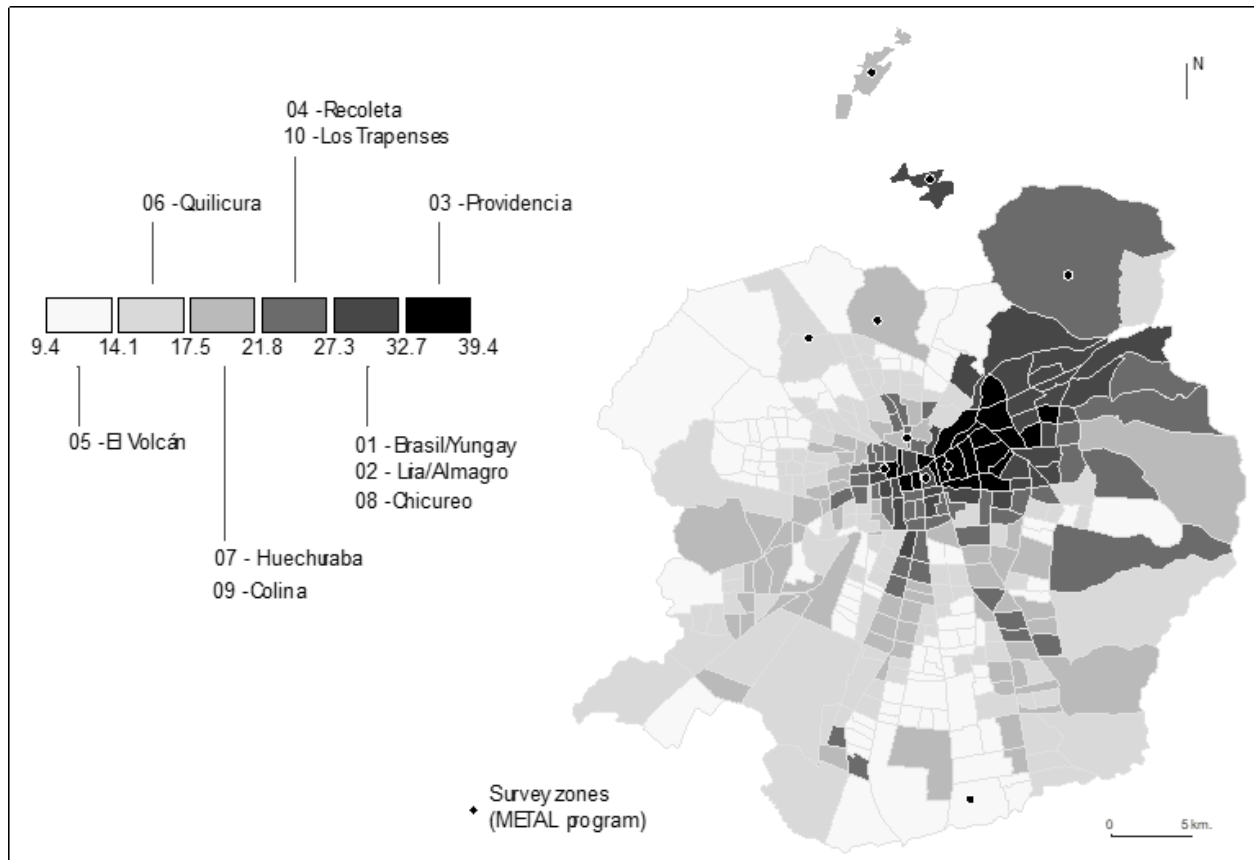 04 -Recoleta
10 -Los Trapenses
06 -Quilicura
03 -Providencia
9.4 14.1 17.5 21.8 27.3 32.7 39.4
05 -El Volcán
01 -Brasil/Yungay
02 - Lira/Almagro
08 -Chicureo
07 - Huechuraba
09 -Colina
Survey zones
(METAL program)
N
0 5 km.